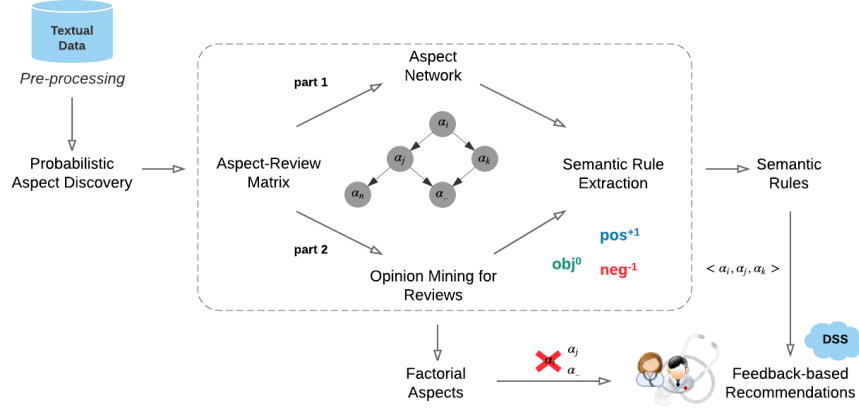 Textual
Data
Pre-processing
Probabilistic
Aspect Discovery
part 1
Aspect
Network
Aspect-Review
Matrix
αᵢ
αⱼ
αₖ
αₙ
α..
part 2
Opinion Mining for
Reviews
Semantic Rule
Extraction
pos⁺¹
obj⁰
neg⁻¹
Semantic
Rules
< αᵢ, αⱼ, αₖ >
DSS
Factorial
Aspects
αᵢ
αⱼ
α..
Feedback-based
Recommendations